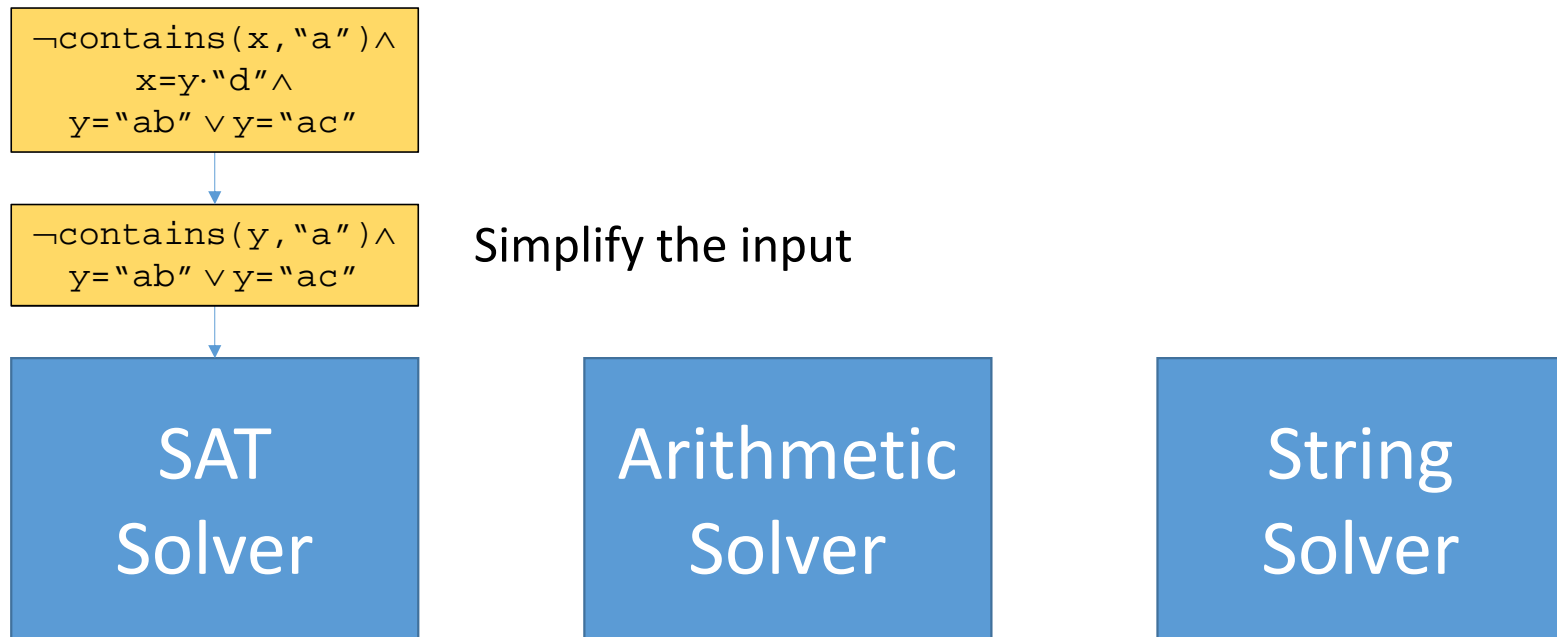 ¬contains(x,“a”)∧
x=y·“d”∧
y=“ab” ∨ y=“ac”
¬contains(y,“a”)∧
y=“ab” ∨ y=“ac”
Simplify the input
SAT
Solver
Arithmetic
Solver
String
Solver